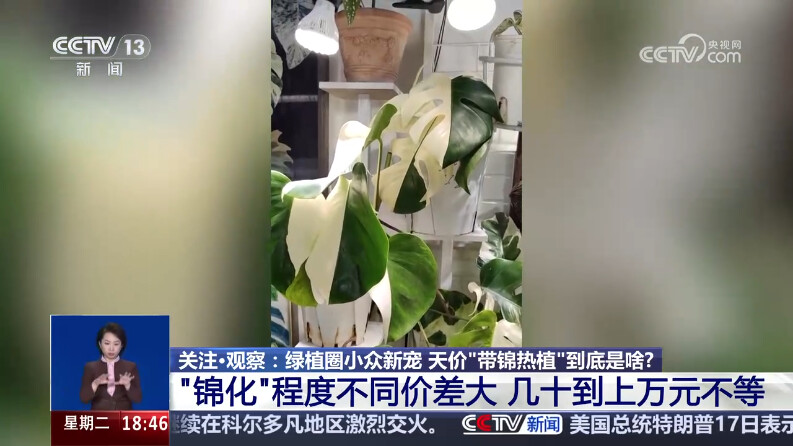 CCTV 13
新闻
央视网
CCTV.com
关注·观察：绿植圈小众新宠 天价"带锦热植"到底是啥?
"锦化"程度不同价差大 几十到上万元不等
星期二 18:46 继续在科尔多凡地区激烈交火。 CCTV新闻 美国总统特朗普17日表示